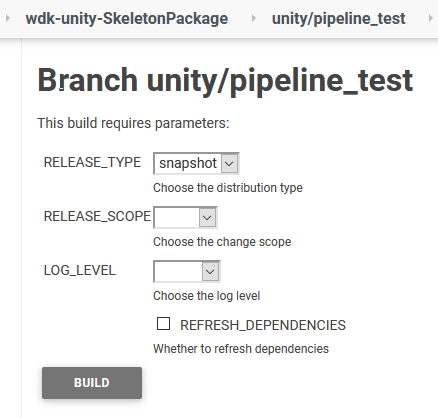 wdk-unity-SkeletonPackage unity/pipeline_test
Branch unity/pipeline_test
This build requires parameters:
RELEASE_TYPE snapshot
Choose the distribution type
RELEASE_SCOPE
Choose the change scope
LOG_LEVEL
Choose the log level
REFRESH_DEPENDENCIES
Whether to refresh dependencies
BUILD